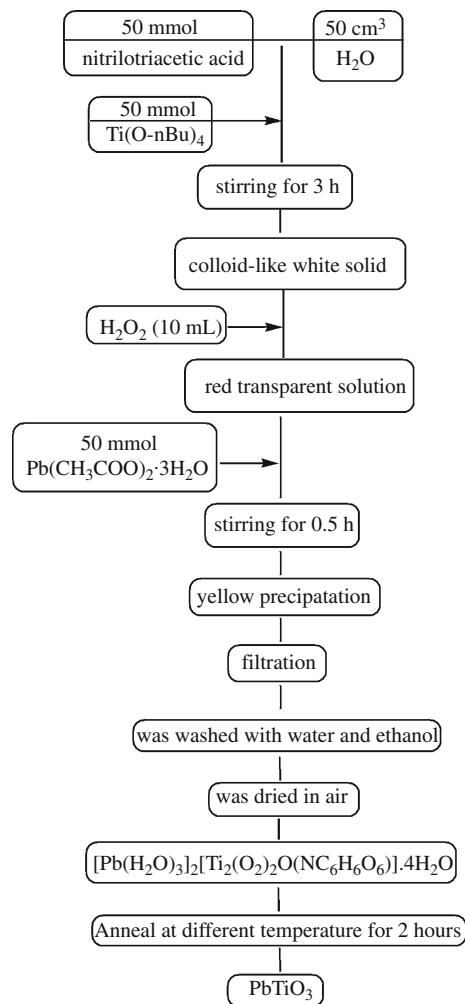 50 mmol
nitrilotriacetic acid
50 cm³
H₂O
50 mmol
Ti(O-nBu)₄
stirring for 3 h
colloid-like white solid
H₂O₂ (10 mL)
red transparent solution
50 mmol
Pb(CH₃COO)₂·3H₂O
stirring for 0.5 h
yellow precipatation
filtration
was washed with water and ethanol
was dried in air
[Pb(H₂O)₃]₂[Ti₂(O₂)₂O(NC₆H₆O₆)].4H₂O
Anneal at different temperature for 2 hours
PbTiO₃